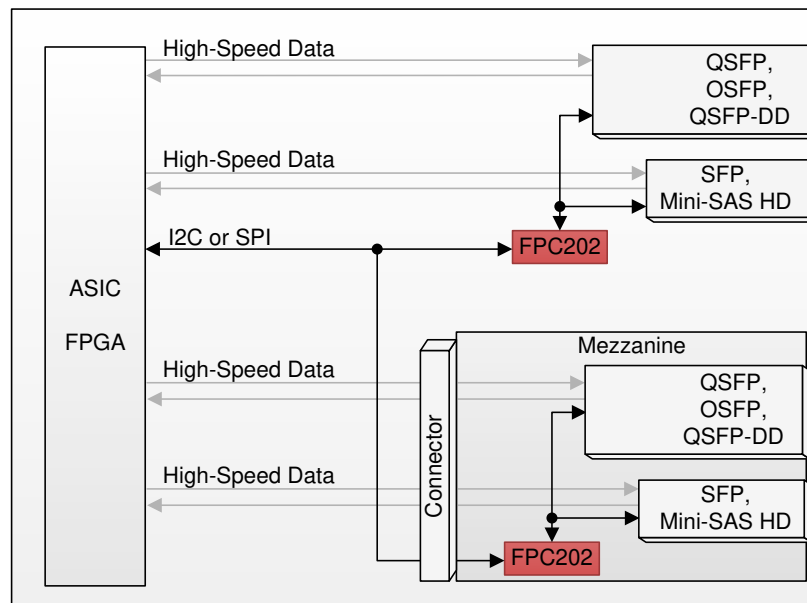 High-Speed Data
QSFP,
OSFP,
QSFP-DD
High-Speed Data
SFP,
Mini-SAS HD
I2C or SPI
FPC202
ASIC
FPGA
Mezzanine
High-Speed Data
QSFP,
OSFP,
QSFP-DD
Connector
High-Speed Data
SFP,
Mini-SAS HD
FPC202